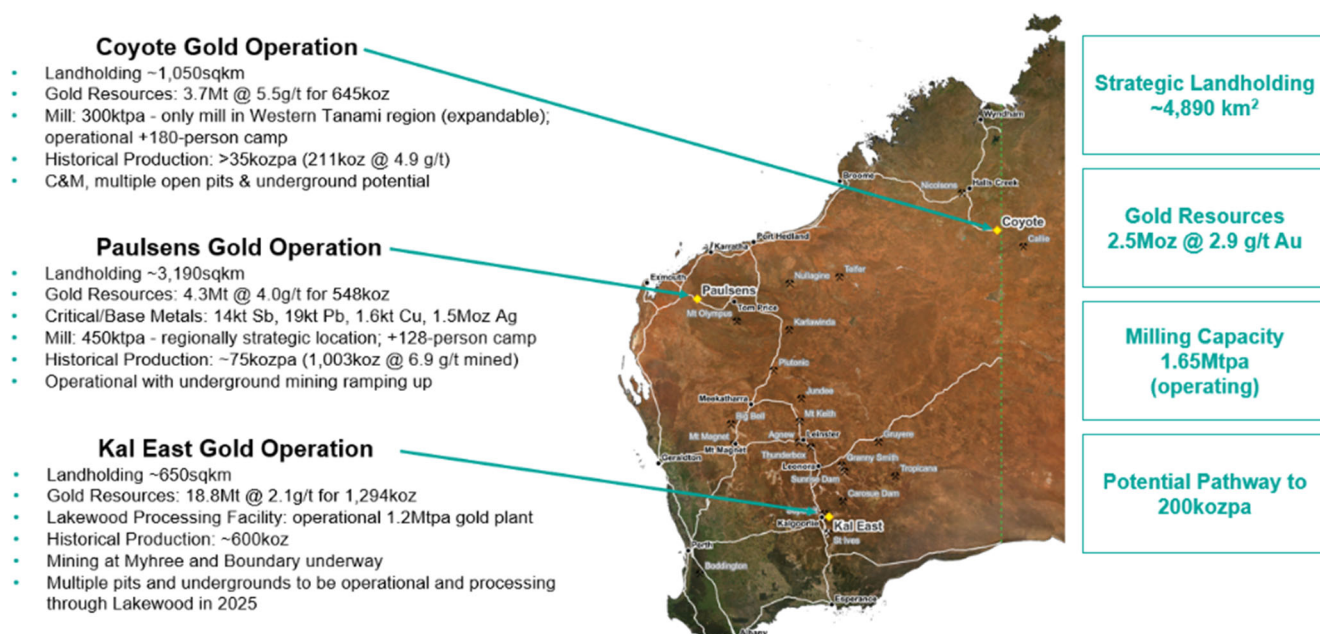 Coyote Gold Operation
• Landholding ~1,050sqkm
• Gold Resources: 3.7Mt @ 5.5g/t for 645koz
• Mill: 300ktpa - only mill in Western Tanami region (expandable);
operational +180-person camp
• Historical Production: >35kozpa (211koz @ 4.9 g/t)
• C&M, multiple open pits & underground potential
Paulsens Gold Operation
• Landholding ~3,190sqkm
• Gold Resources: 4.3Mt @ 4.0g/t for 548koz
• Critical/Base Metals: 14kt Sb, 19kt Pb, 1.6kt Cu, 1.5Moz Ag
• Mill: 450ktpa - regionally strategic location; +128-person camp
• Historical Production: ~75kozpa (1,003koz @ 6.9 g/t mined)
• Operational with underground mining ramping up
Kal East Gold Operation
• Landholding ~650sqkm
• Gold Resources: 18.8Mt @ 2.1g/t for 1,294koz
• Lakewood Processing Facility: operational 1.2Mtpa gold plant
• Historical Production: ~600koz
• Mining at Myhree and Boundary underway
• Multiple pits and undergrounds to be operational and processing
through Lakewood in 2025
Wyndham
Broome
Nicolsons
Halls Creek
Coyote
Callie
Port Hedland
Karratha
Exmouth
Nullagine
Telfer
Paulsens
Tom Price
Mt Olympus
Karlawinda
Plutonic
Jundee
Meekatharra
Big Bell
Mt Keith
Mt Magnet
Agnew
Leinster
Gruyere
Mt Magnet
Geraldton
Thunderbox
Leonora
Granny Smith
Sunrise Dam
Tropicana
Carosue Dam
Kalgoorlie
Kal East
St Ives
Perth
Boddington
Esperance
Albany
Strategic Landholding
~4,890 km²
Gold Resources
2.5Moz @ 2.9 g/t Au
Milling Capacity
1.65Mtpa
(operating)
Potential Pathway to
200kozpa